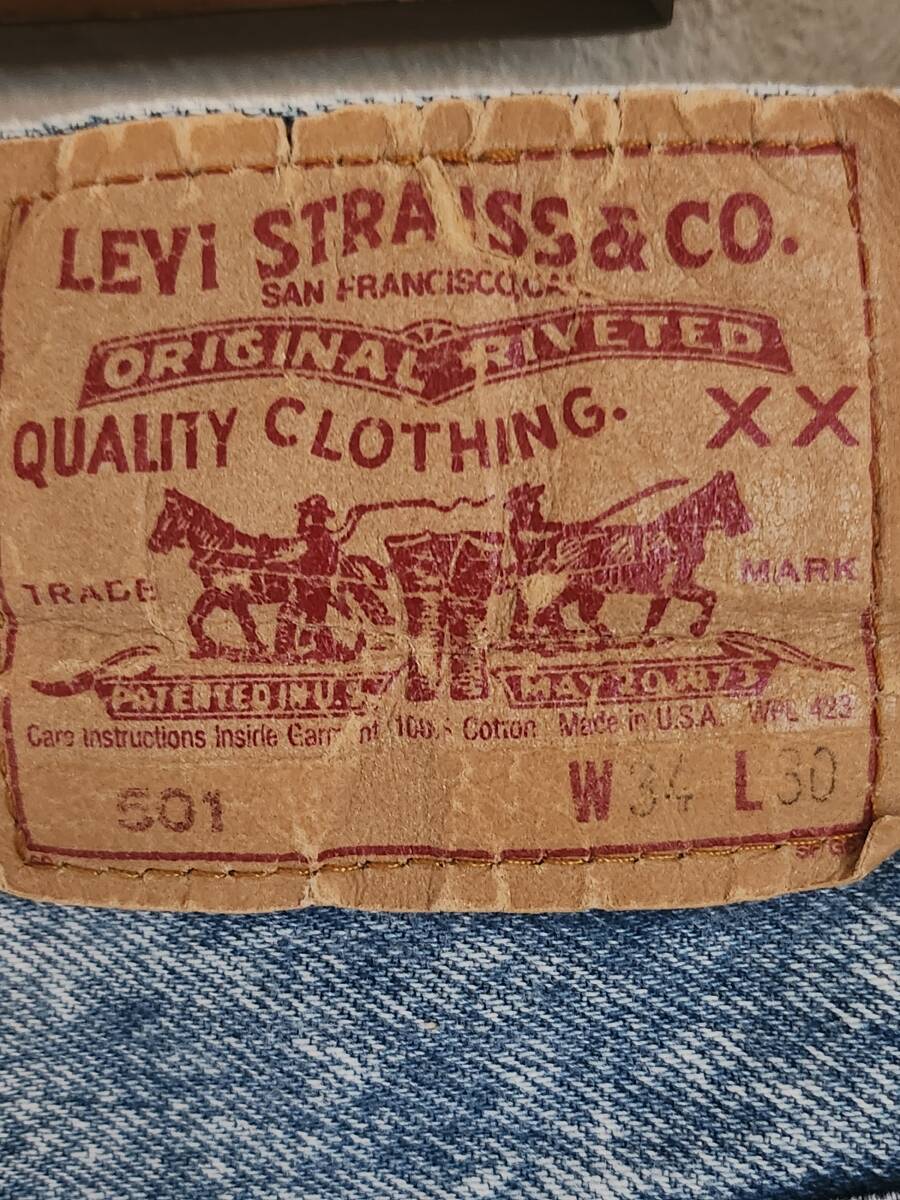 LEVI STRAUSS & CO.
SAN FRANCISCO, CAL
ORIGINAL RIVETED
QUALITY CLOTHING. XX
TRADE MARK
PATENTED IN U.S. MAY 20 1873
Care Instructions Inside Garment 100% Cotton Made in U.S.A. WPL 423
501 W 34 L 30